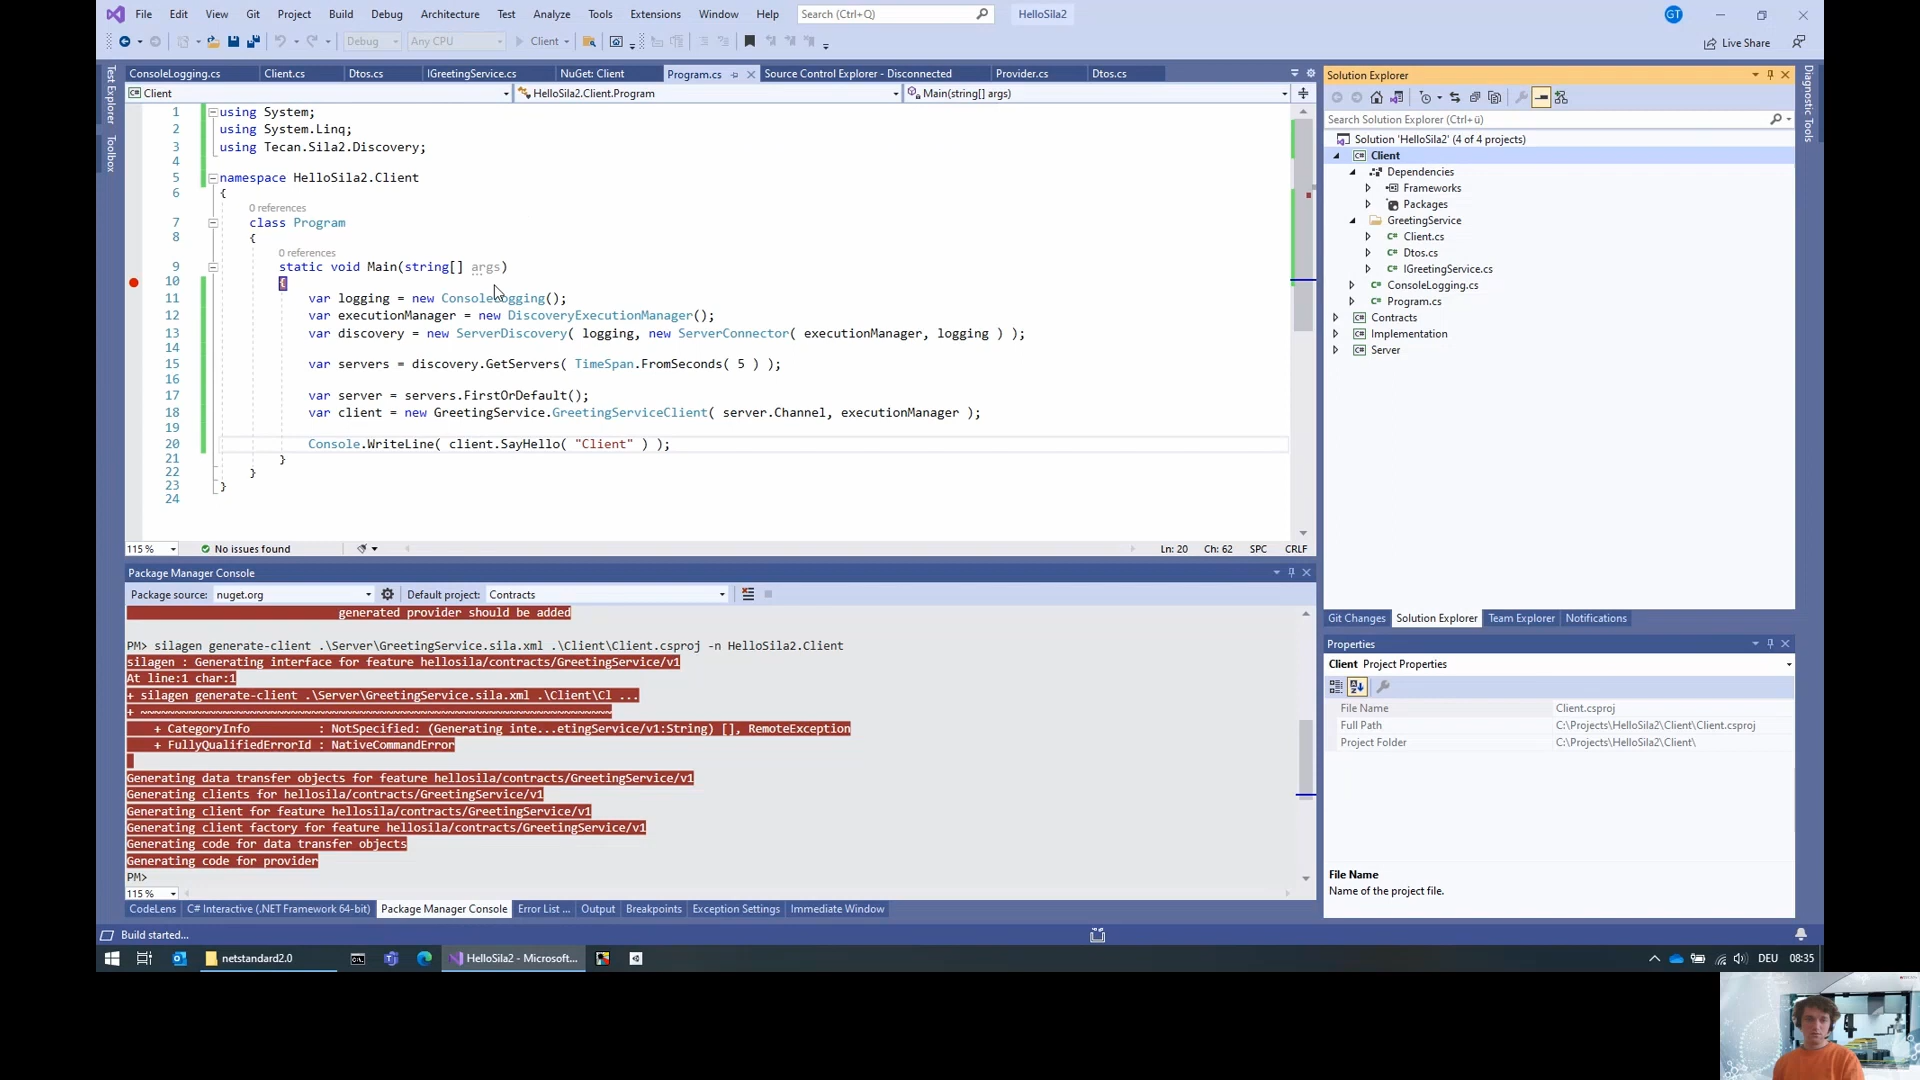 File Edit View Git Project Build Debug Architecture Test Analyze Tools Extensions Window Help Search (Ctrl+Q) HelloSila2 GT
Debug Any CPU Client Live Share
Test Explorer
Toolbox
ConsoleLogging.cs Client.cs Dtos.cs IGreetingService.cs NuGet: Client Program.cs Source Control Explorer - Disconnected Provider.cs Dtos.cs
Client HelloSila2.Client.Program Main(string[] args)
1 using System;
2 using System.Linq;
3 using Tecan.Sila2.Discovery;
4
5 namespace HelloSila2.Client
6 {
0 references
7 class Program
8 {
0 references
9 static void Main(string[] args)
10 {
11 var logging = new ConsoleLogging();
12 var executionManager = new DiscoveryExecutionManager();
13 var discovery = new ServerDiscovery( logging, new ServerConnector( executionManager, logging ) );
14
15 var servers = discovery.GetServers( TimeSpan.FromSeconds( 5 ) );
16
17 var server = servers.FirstOrDefault();
18 var client = new GreetingService.GreetingServiceClient( server.Channel, executionManager );
19
20 Console.WriteLine( client.SayHello( "Client" ) );
21 }
22 }
23 }
24
115 % No issues found Ln: 20 Ch: 62 SPC CRLF
Package Manager Console
Package source: nuget.org Default project: Contracts
generated provider should be added
PM> silagen generate-client .\Server\GreetingService.sila.xml .\Client\Client.csproj -n HelloSila2.Client
silagen : Generating interface for feature hellosila/contracts/GreetingService/v1
At line:1 char:1
+ silagen generate-client .\Server\GreetingService.sila.xml .\Client\Cl ...
+ ~~~~~~~~~~~~~~~~~~~~~~~~~~~~~~~~~~~~~~~~~~~~~~~~~~~~~~~~~~~~~~~~~
+ CategoryInfo : NotSpecified: (Generating inte...etingService/v1:String) [], RemoteException
+ FullyQualifiedErrorId : NativeCommandError
Generating data transfer objects for feature hellosila/contracts/GreetingService/v1
Generating clients for hellosila/contracts/GreetingService/v1
Generating client for feature hellosila/contracts/GreetingService/v1
Generating client factory for feature hellosila/contracts/GreetingService/v1
Generating code for data transfer objects
Generating code for provider
PM>
115 %
CodeLens C# Interactive (.NET Framework 64-bit) Package Manager Console Error List ... Output Breakpoints Exception Settings Immediate Window
Solution Explorer
Search Solution Explorer (Ctrl+ü)
Solution 'HelloSila2' (4 of 4 projects)
Client
Dependencies
Frameworks
Packages
GreetingService
Client.cs
Dtos.cs
IGreetingService.cs
ConsoleLogging.cs
Program.cs
Contracts
Implementation
Server
Git Changes Solution Explorer Team Explorer Notifications
Properties
Client Project Properties
File Name Client.csproj
Full Path C:\Projects\HelloSila2\Client\Client.csproj
Project Folder C:\Projects\HelloSila2\Client\
File Name
Name of the project file.
Diagnostic Tools
Build started...
netstandard2.0 HelloSila2 - Microsoft... DEU 08:35